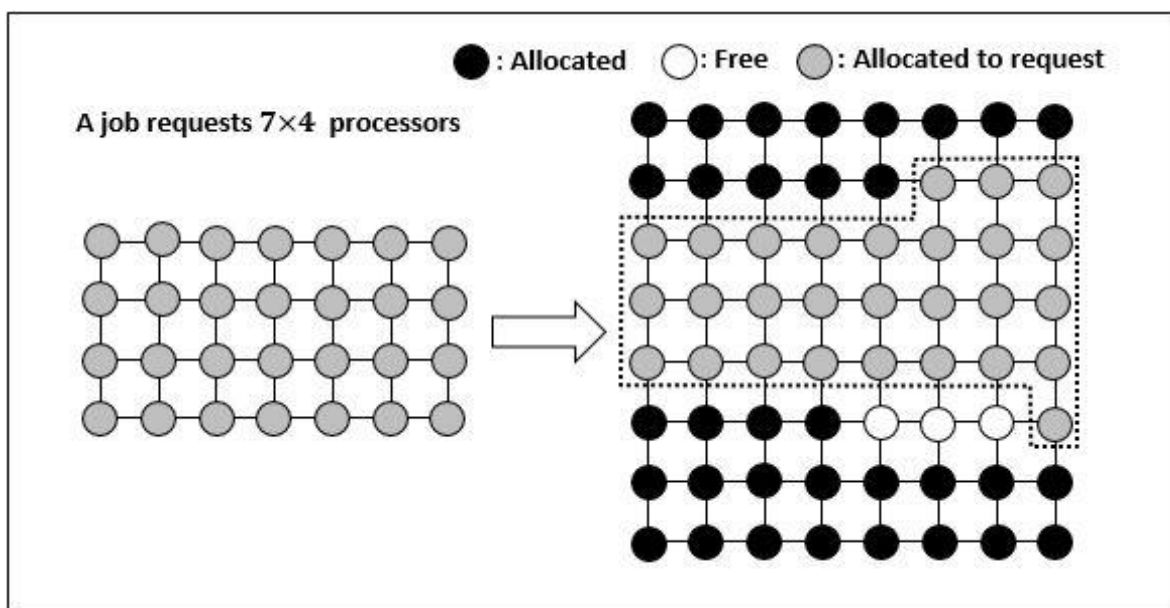 : Allocated : Free : Allocated to request
A job requests 7×4 processors